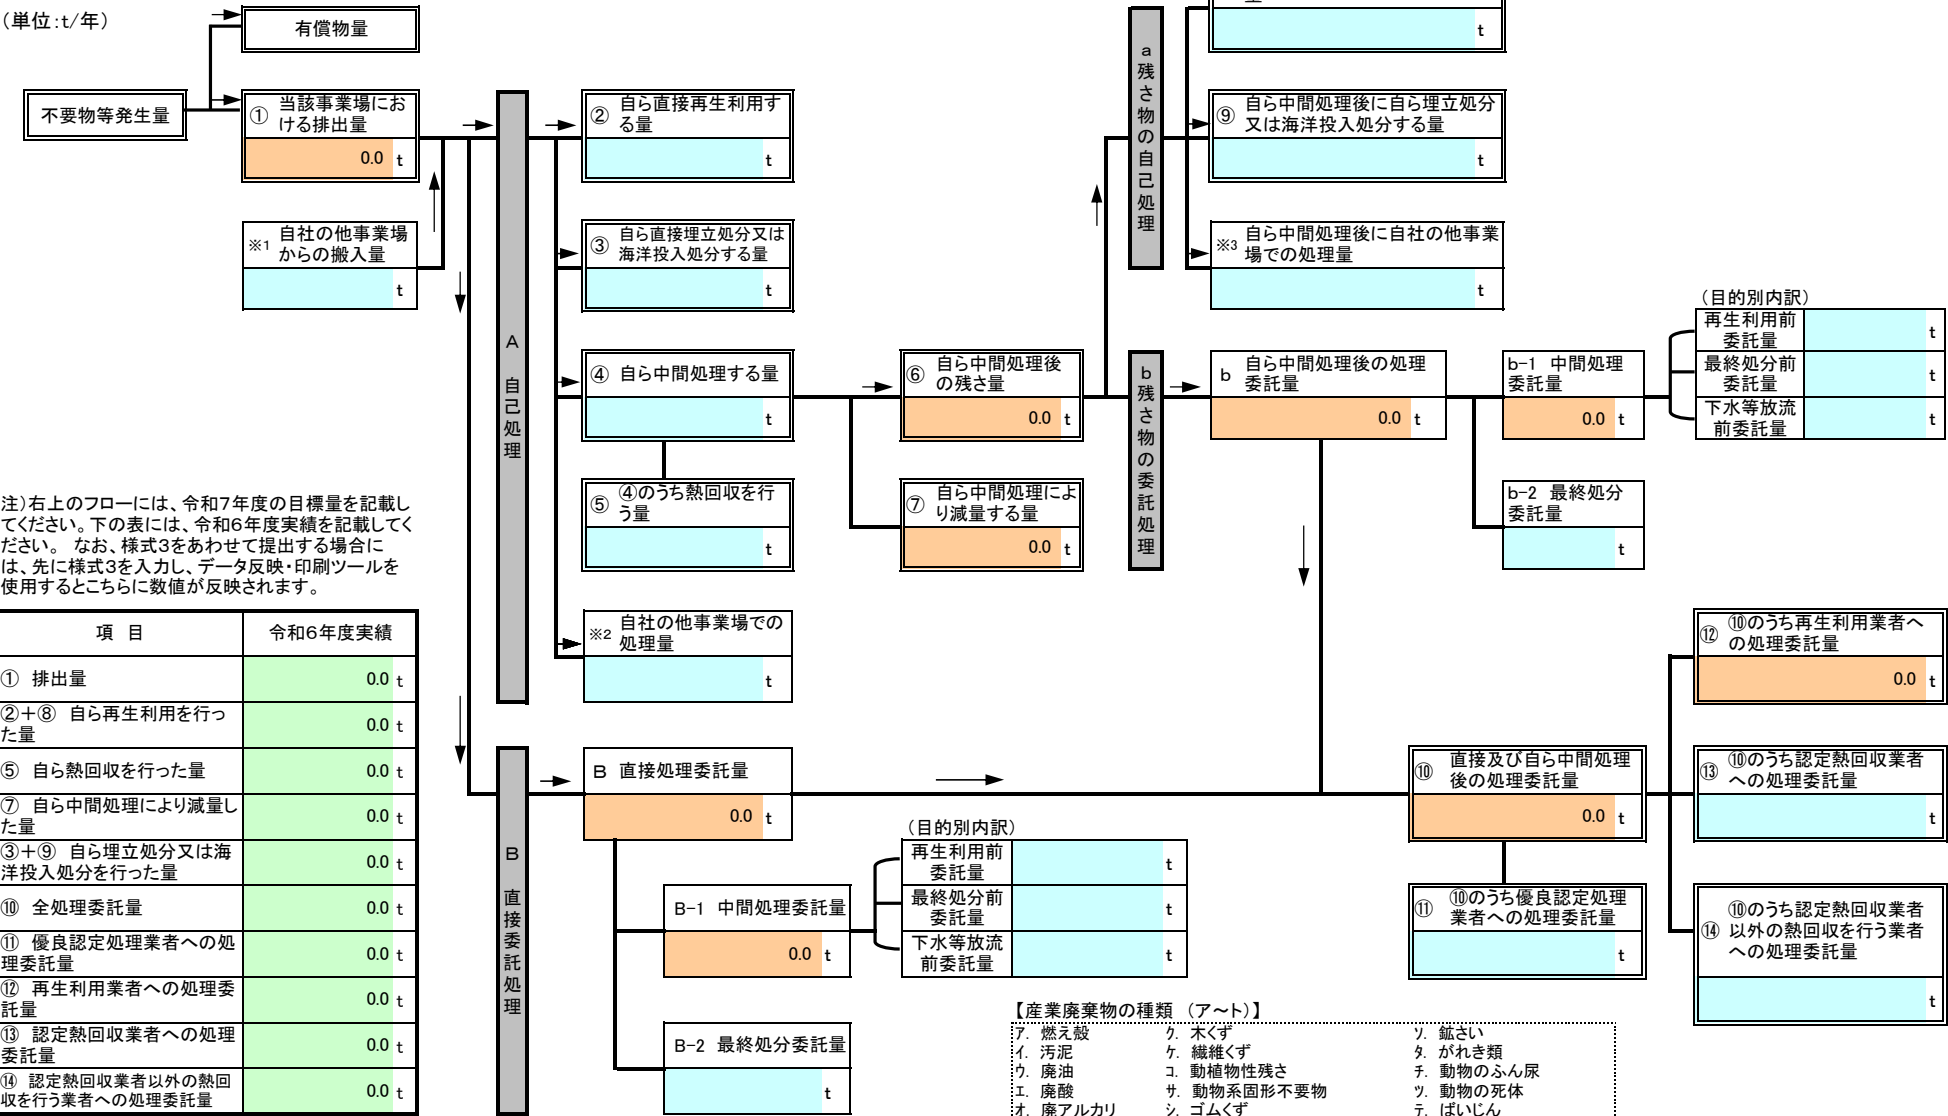 (単位:t/年)
有償物量
不要物等発生量
① 当該事業場にお
ける排出量
0.0 t
※1 自社の他事業場
からの搬入量
t
A
自己処理
② 自ら直接再生利用す
る量
t
③ 自ら直接埋立処分又は
海洋投入処分する量
t
④ 自ら中間処理する量
t
⑤ ④のうち熱回収を行
う量
t
※2 自社の他事業場での
処理量
t
⑥ 自ら中間処理後
の残さ量
0.0 t
⑦ 自ら中間処理によ
り減量する量
0.0 t
a
残さ物の自己処理
t
⑨ 自ら中間処理後に自ら埋立処分
又は海洋投入処分する量
t
※3 自ら中間処理後に自社の他事業
場での処理量
t
b
残さ物の委託処理
b 自ら中間処理後の処理
委託量
0.0 t
b-1 中間処理
委託量
0.0 t
(目的別内訳)
再生利用前
委託量
t
最終処分前
委託量
t
下水等放流
前委託量
t
b-2 最終処分
委託量
t
注)右上のフローには、令和7年度の目標量を記載し
てください。下の表には、令和6年度実績を記載してく
ださい。 なお、様式3をあわせて提出する場合に
は、先に様式3を入力し、データ反映・印刷ツールを
使用するとこちらに数値が反映されます。
項 目 令和6年度実績
① 排出量 0.0 t
②+⑧ 自ら再生利用を行っ
た量 0.0 t
⑤ 自ら熱回収を行った量 0.0 t
⑦ 自ら中間処理により減量し
た量 0.0 t
③+⑨ 自ら埋立処分又は海
洋投入処分を行った量 0.0 t
⑩ 全処理委託量 0.0 t
⑪ 優良認定処理業者への処
理委託量 0.0 t
⑫ 再生利用業者への処理委
託量 0.0 t
⑬ 認定熱回収業者への処理
委託量 0.0 t
⑭ 認定熱回収業者以外の熱回
収を行う業者への処理委託量 0.0 t
B
直接委託処理
B 直接処理委託量
0.0 t
B-1 中間処理委託量
0.0 t
(目的別内訳)
再生利用前
委託量
t
最終処分前
委託量
t
下水等放流
前委託量
t
B-2 最終処分委託量
t
⑩ 直接及び自ら中間処理
後の処理委託量
0.0 t
⑪ ⑩のうち優良認定処理
業者への処理委託量
t
⑫ ⑩のうち再生利用業者へ
の処理委託量
0.0 t
⑬ ⑩のうち認定熱回収業者
への処理委託量
t
⑭ ⑩のうち認定熱回収業者
以外の熱回収を行う業者
への処理委託量
t
【産業廃棄物の種類 (ア~ト)】
ア. 燃え殻 ク. 木くず ソ. 鉱さい
イ. 汚泥 ケ. 繊維くず タ. がれき類
ウ. 廃油 コ. 動植物性残さ チ. 動物のふん尿
エ. 廃酸 サ. 動物系固形不要物 ツ. 動物の死体
オ. 廃アルカリ シ. ゴムくず テ. ばいじん